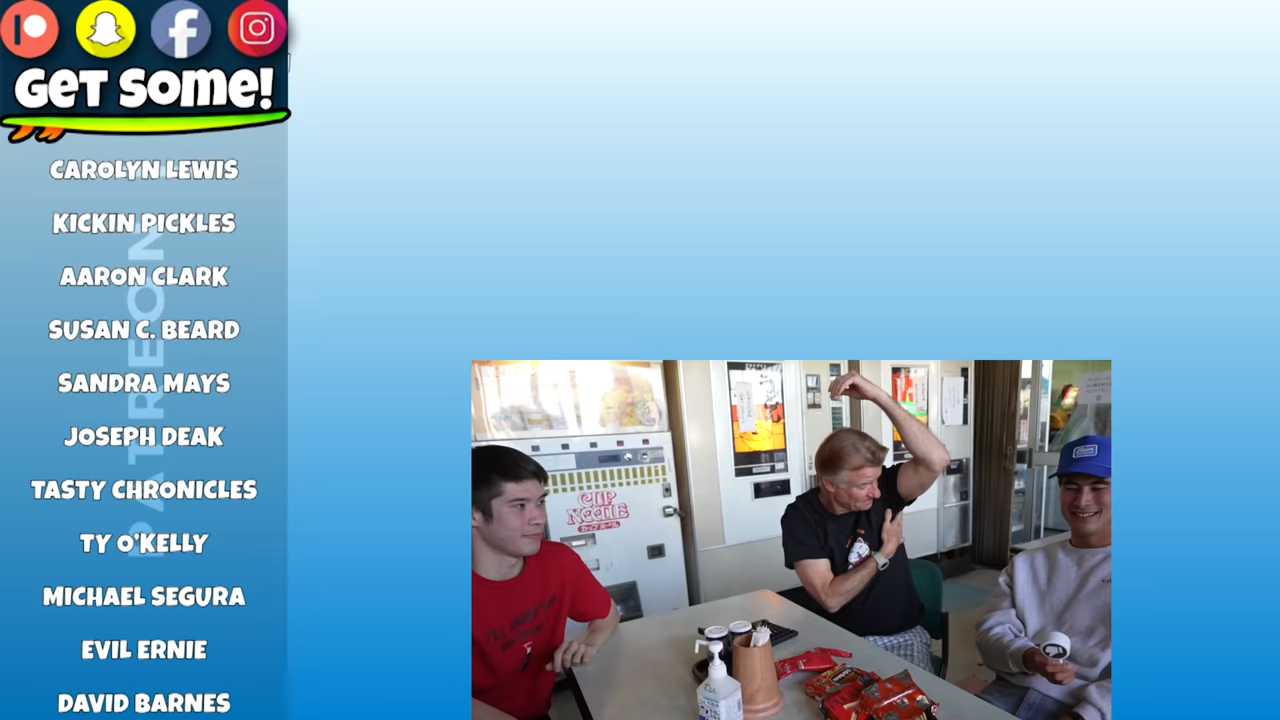 GET SOME!
CAROLYN LEWIS
KICKIN PICKLES
AARON CLARK
SUSAN C. BEARD
SANDRA MAYS
JOSEPH DEAK
TASTY CHRONICLES
TY O'KELLY
MICHAEL SEGURA
EVIL ERNIE
DAVID BARNES
PATREON
CUP
NOODLE
カップヌードル